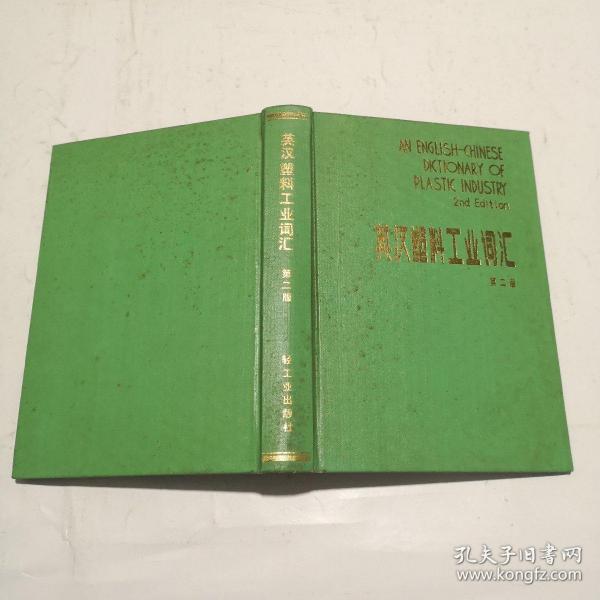 英汉塑料工业词汇
第二版
轻工业出版社
AN ENGLISH-CHINESE
DICTIONARY OF
PLASTIC INDUSTRY
2nd Edition
英汉塑料工业词汇
第二版
孔夫子旧书网
www.kongfz.com